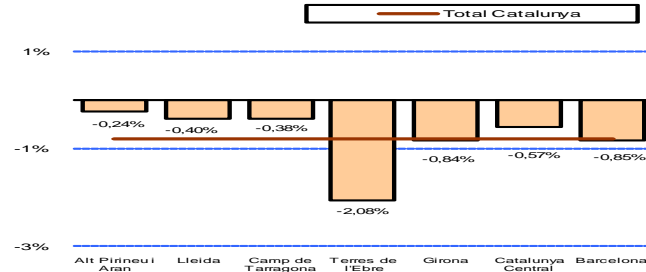 Total Catalunya
1%
-0,24%
-0,40%
-0,38%
-1%
-0,84%
-0,57%
-0,85%
-2,08%
-3%
Alt Pirineu i Aran
Lleida
Camp de Tarragona
Terres de l'Ebre
Girona
Catalunya Central
Barcelona